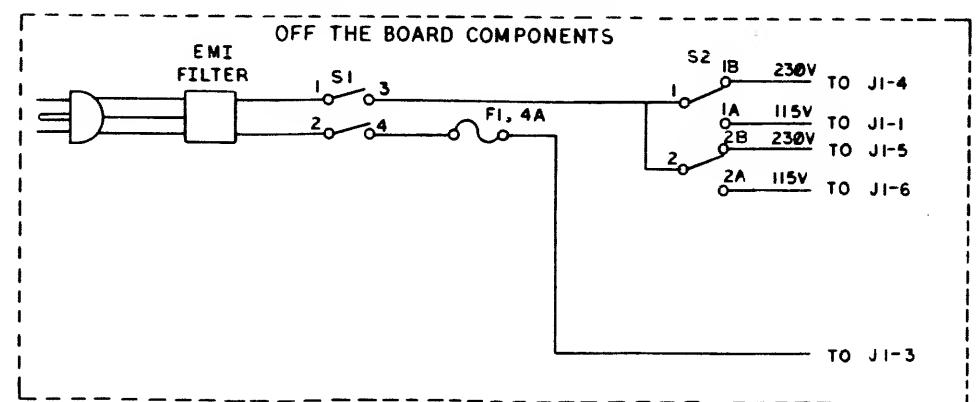 OFF THE BOARD COMPONENTS
EMI
FILTER
S1
1
3
2
4
F1, 4A
S2
1
1B
230V
TO J1-4
1A
115V
TO J1-1
2
2B
230V
TO J1-5
2A
115V
TO J1-6
TO J1-3